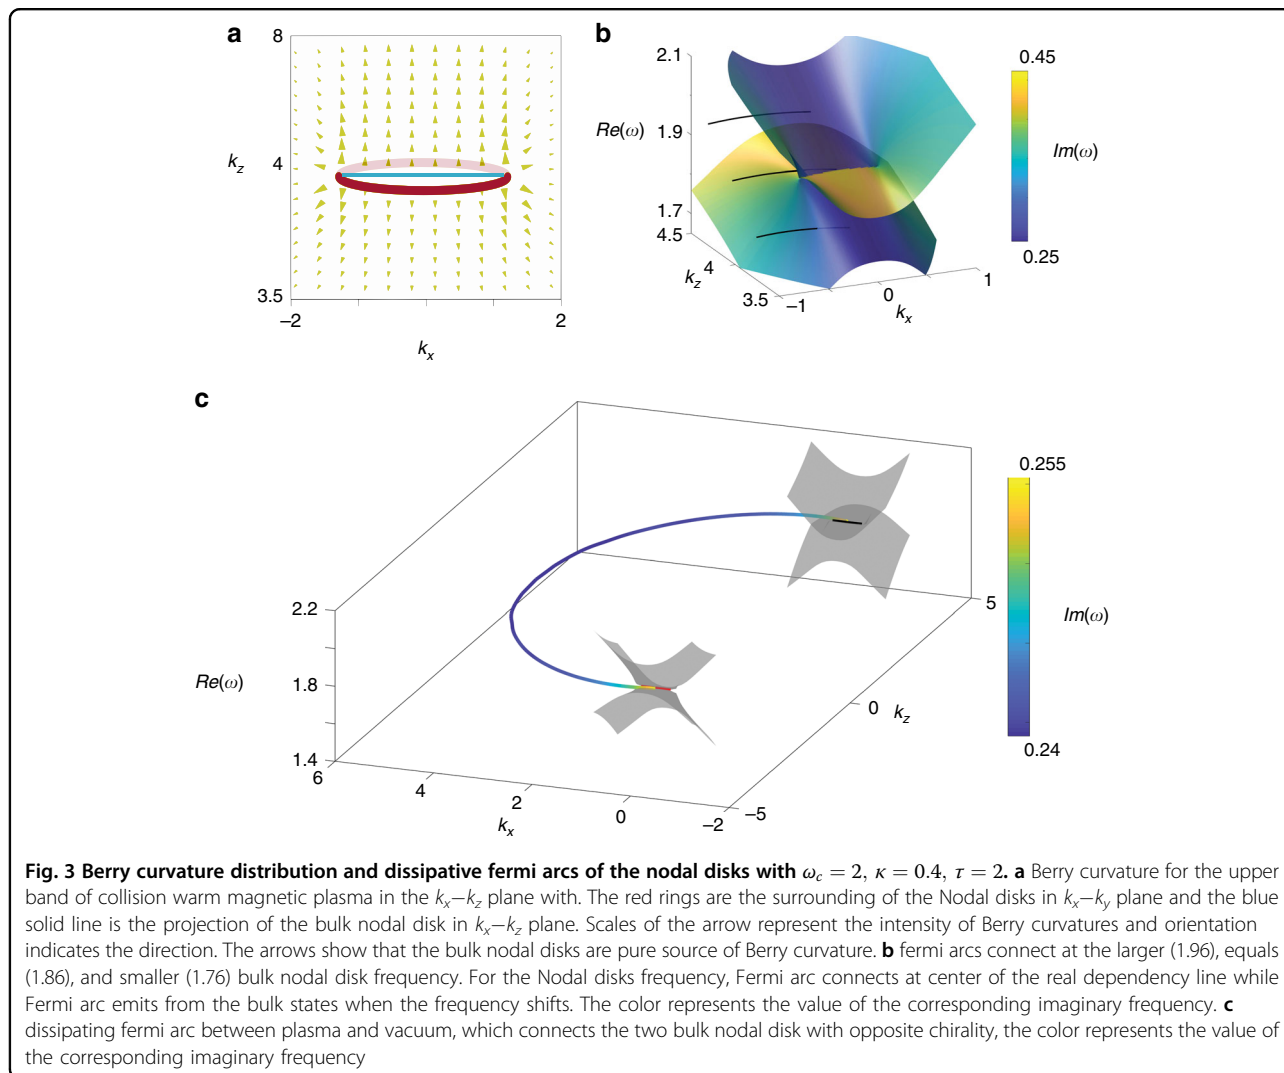 a
8
k_z
4
3.5
−2
2
k_x
b
2.1
Re(ω)
1.9
1.7
4.5
k_z
4
3.5
−1
0
k_x
1
0.45
Im(ω)
0.25
c
2.2
Re(ω)
1.8
1.4
6
4
2
0
−2
k_x
−5
0
k_z
5
0.255
Im(ω)
0.24
Fig. 3 Berry curvature distribution and dissipative fermi arcs of the nodal disks with ω_c = 2, κ = 0.4, τ = 2. a Berry curvature for the upper
band of collision warm magnetic plasma in the k_x−k_z plane with. The red rings are the surrounding of the Nodal disks in k_x−k_y plane and the blue
solid line is the projection of the bulk nodal disk in k_x−k_z plane. Scales of the arrow represent the intensity of Berry curvatures and orientation
indicates the direction. The arrows show that the bulk nodal disks are pure source of Berry curvature. b fermi arcs connect at the larger (1.96), equals
(1.86), and smaller (1.76) bulk nodal disk frequency. For the Nodal disks frequency, Fermi arc connects at center of the real dependency line while
Fermi arc emits from the bulk states when the frequency shifts. The color represents the value of the corresponding imaginary frequency. c
dissipating fermi arc between plasma and vacuum, which connects the two bulk nodal disk with opposite chirality, the color represents the value of
the corresponding imaginary frequency